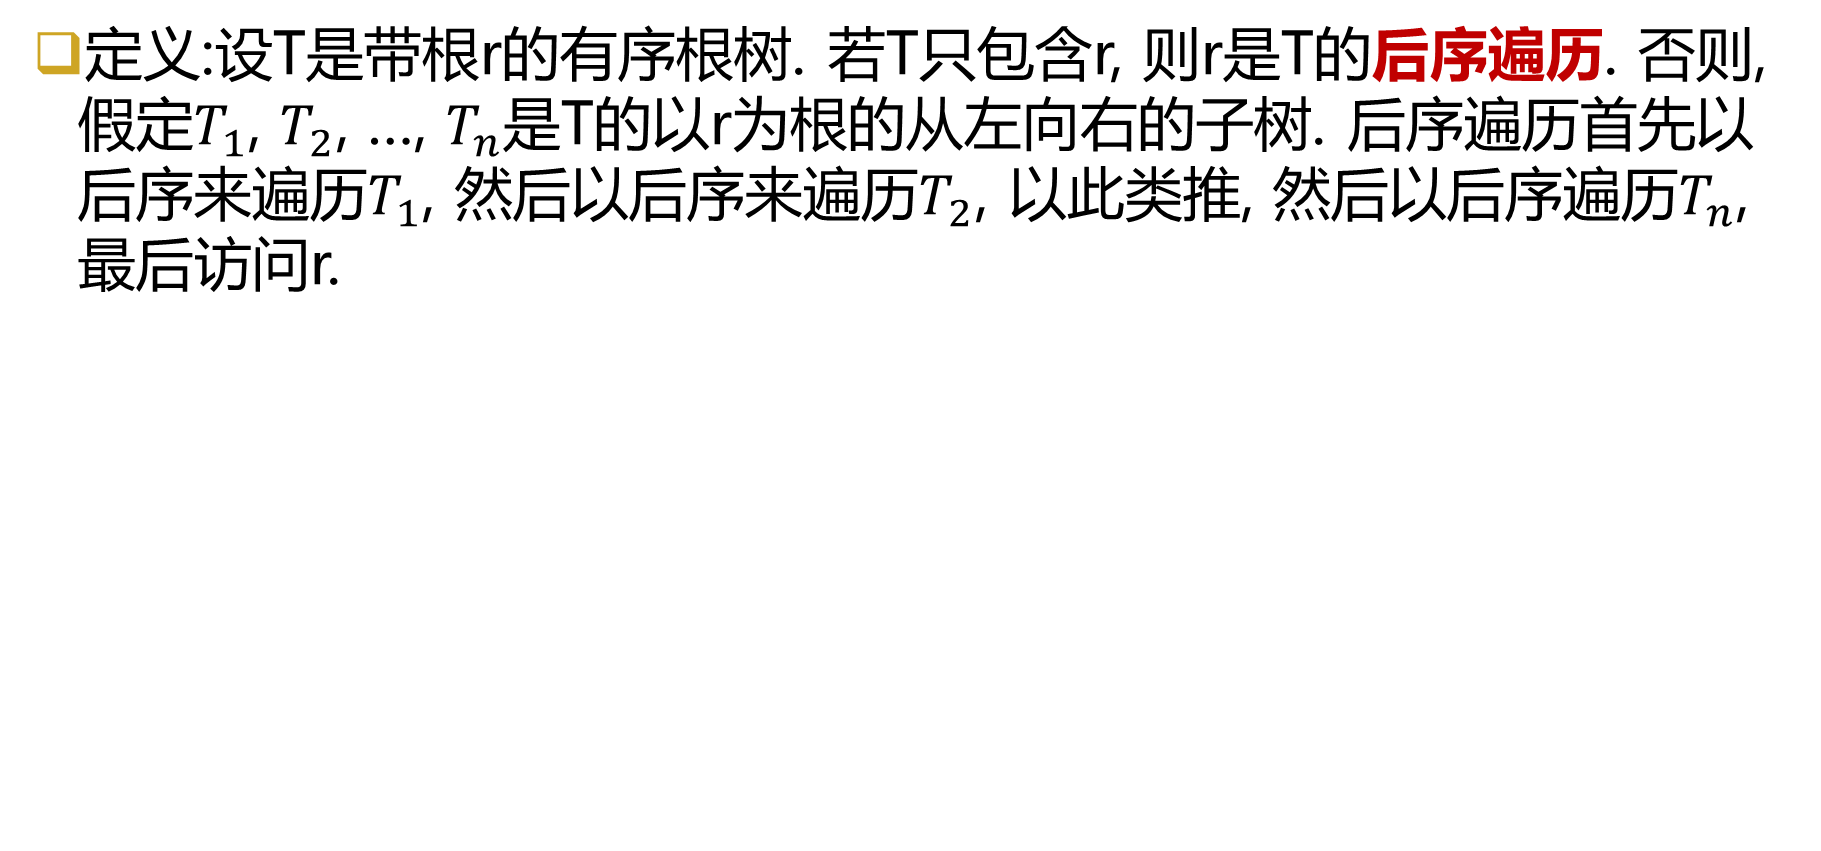 定义:设T是带根r的有序根树. 若T只包含r, 则r是T的后序遍历. 否则,
假定T₁, T₂, …, Tₙ是T的以r为根的从左向右的子树. 后序遍历首先以
后序来遍历T₁, 然后以后序来遍历T₂, 以此类推, 然后以后序遍历Tₙ,
最后访问r.